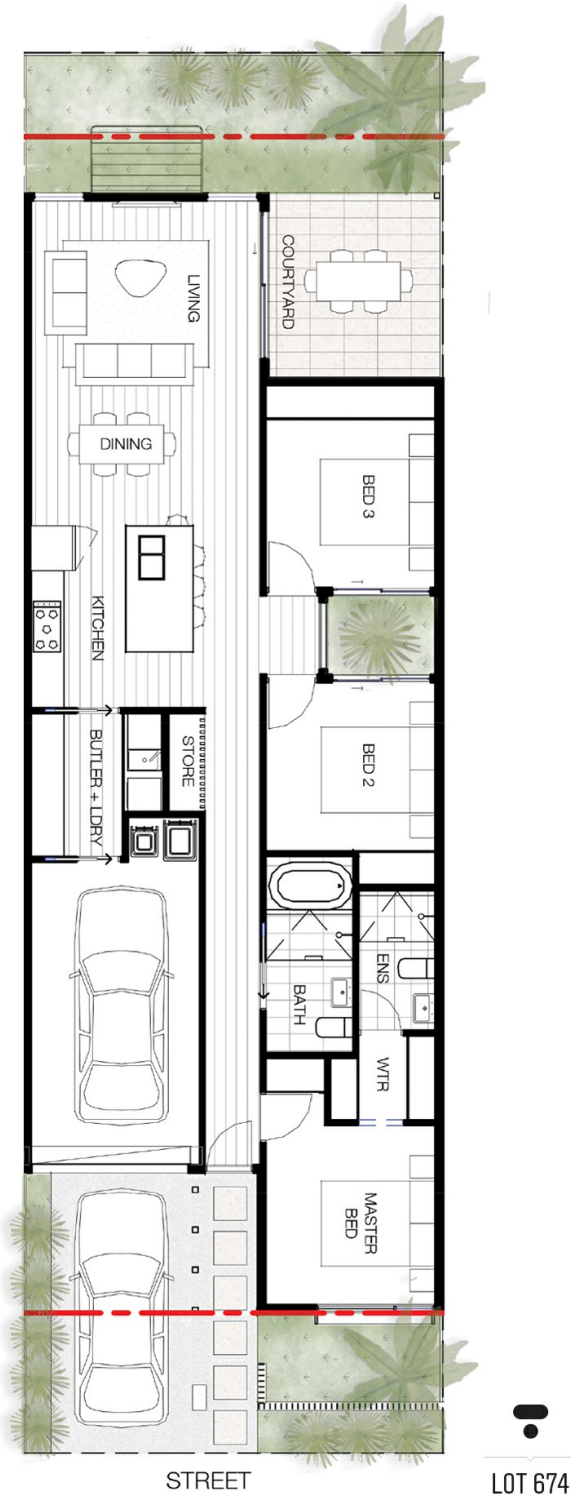 COURTYARD
LIVING
DINING
BED 3
KITCHEN
BED 2
STORE
BUTLER + LDRY
ENS
BATH
WTR
MASTER
BED
STREET
LOT 674